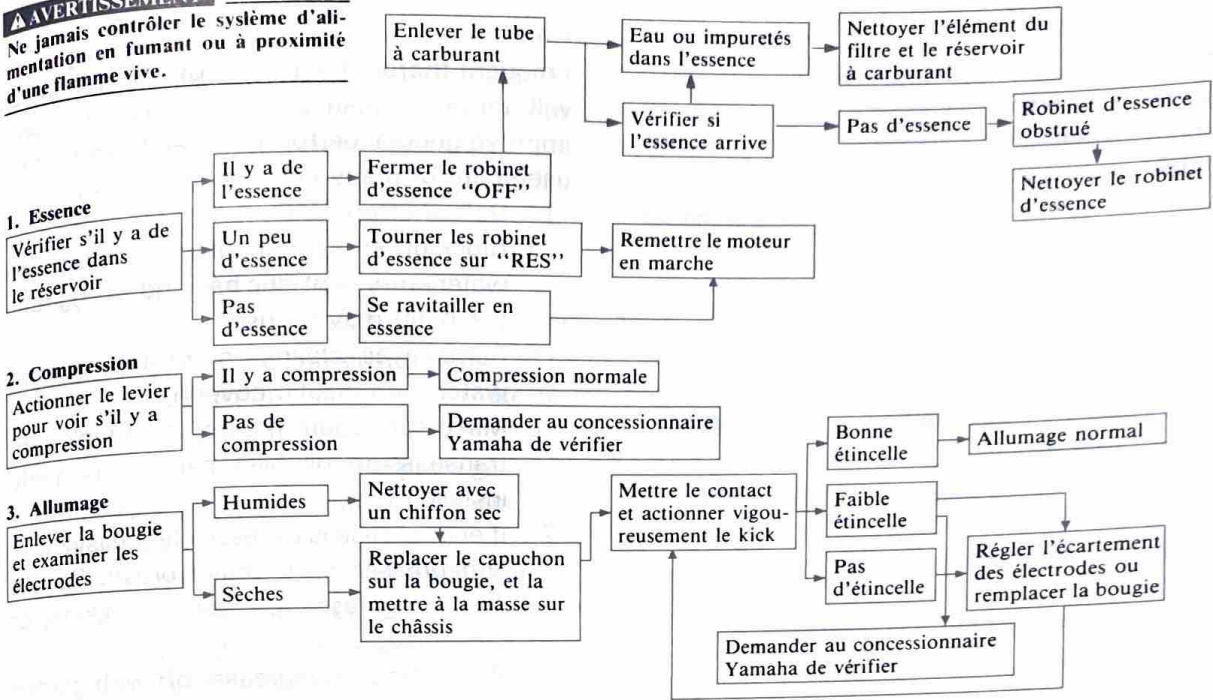 AVERTISSEMENT
Ne jamais contrôler le système d'ali-
mentation en fumant ou à proximité
d'une flamme vive.
Enlever le tube
à carburant
Eau ou impuretés
dans l'essence
Nettoyer l'élément du
filtre et le réservoir
à carburant
Vérifier si
l'essence arrive
Pas d'essence
Robinet d'essence
obstrué
Nettoyer le robinet
d'essence
1. Essence
Vérifier s'il y a de
l'essence dans
le réservoir
Il y a de
l'essence
Fermer le robinet
d'essence "OFF"
Un peu
d'essence
Tourner les robinet
d'essence sur "RES"
Remettre le moteur
en marche
Pas
d'essence
Se ravitailler en
essence
2. Compression
Actionner le levier
pour voir s'il y a
compression
Il y a compression
Compression normale
Pas de
compression
Demander au concessionnaire
Yamaha de vérifier
3. Allumage
Enlever la bougie
et examiner les
électrodes
Humides
Nettoyer avec
un chiffon sec
Sèches
Replacer le capuchon
sur la bougie, et la
mettre à la masse sur
le châssis
Mettre le contact
et actionner vigou-
reusement le kick
Bonne
étincelle
Allumage normal
Faible
étincelle
Pas
d'étincelle
Régler l'écartement
des électrodes ou
remplacer la bougie
Demander au concessionnaire
Yamaha de vérifier